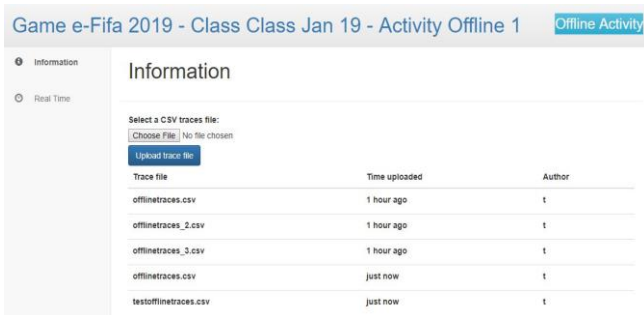 Game e-Fifa 2019 - Class Class Jan 19 - Activity Offline 1
Offline Activity
Information
Real Time
Information
Select a CSV traces file:
Choose File No file chosen
Upload trace file
Trace file Time uploaded Author
offlinetraces.csv 1 hour ago t
offlinetraces_2.csv 1 hour ago t
offlinetraces_3.csv 1 hour ago t
offlinetraces.csv just now t
testofflinetraces.csv just now t